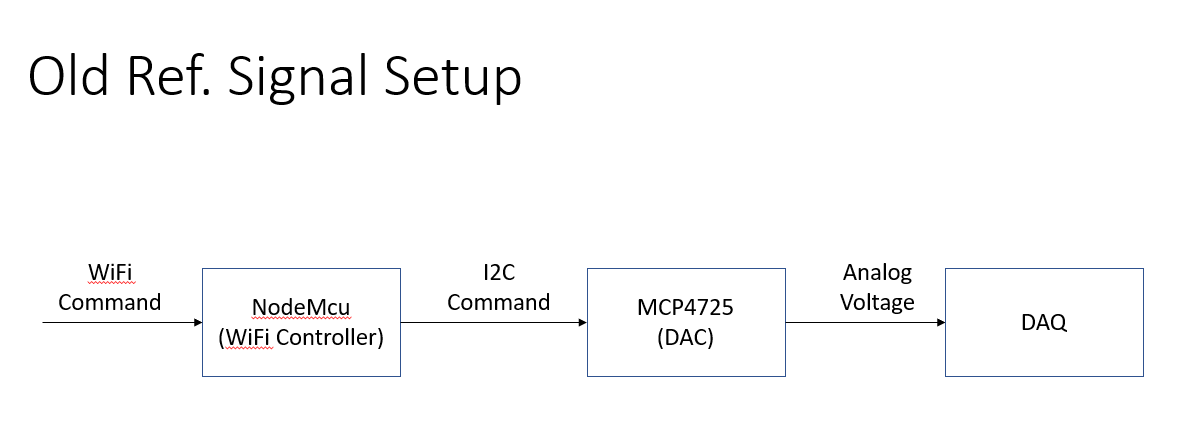 Old Ref. Signal Setup
WiFi
Command
NodeMcu
(WiFi Controller)
I2C
Command
MCP4725
(DAC)
Analog
Voltage
DAQ